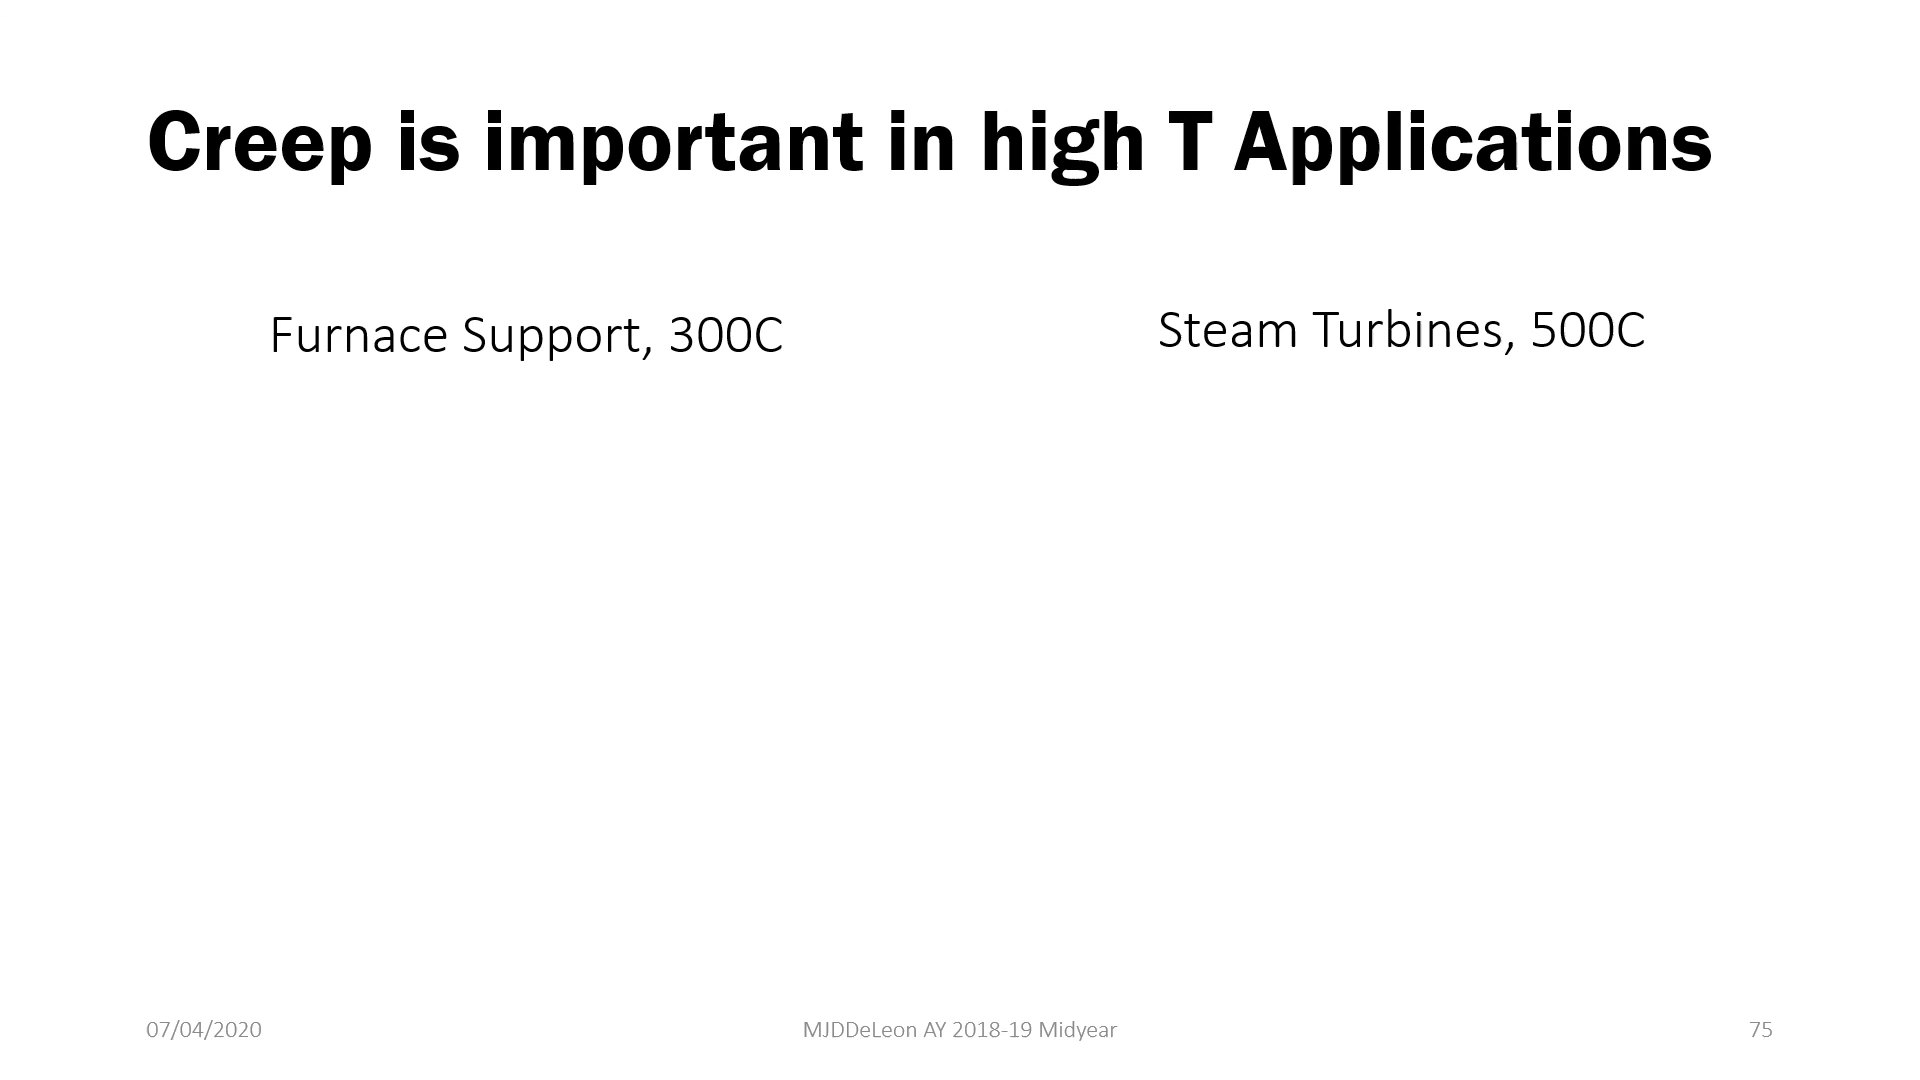 Creep is important in high T Applications
Furnace Support, 300C
Steam Turbines, 500C
07/04/2020
MJDDeLeon AY 2018-19 Midyear
75